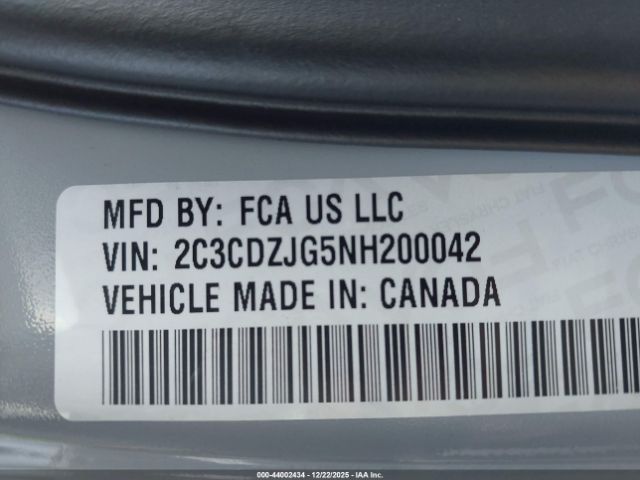 MFD BY: FCA US LLC
VIN: 2C3CDZJG5NH200042
VEHICLE MADE IN: CANADA
000-44002434 | 12/22/2025 | IAA Inc.